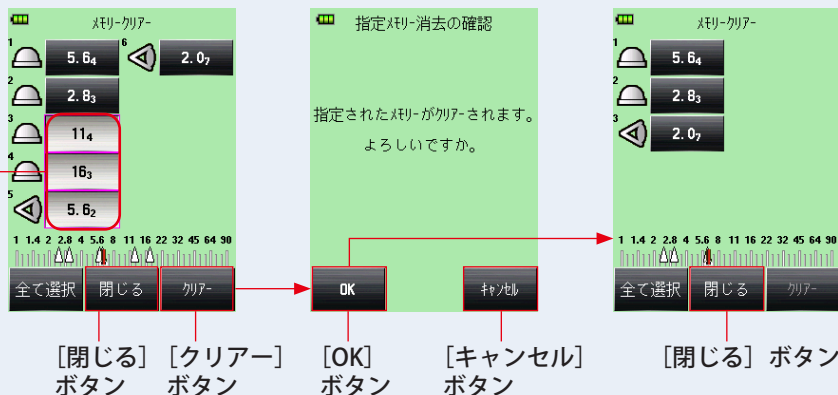 ﾒﾓﾘｰｸﾘｱｰ
1 5.64
6 2.07
2 2.83
3 114
4 163
5 5.62
1 1.4 2 2.8 4 5.6 8 11 16 22 32 45 64 90
全て選択 閉じる ｸﾘｱｰ
［閉じる］ボタン
［クリアー］ボタン
指定ﾒﾓﾘｰ消去の確認
指定されたﾒﾓﾘｰがｸﾘｱｰされます。
よろしいですか。
OK ｷｬﾝｾﾙ
［OK］ボタン
［キャンセル］ボタン
ﾒﾓﾘｰｸﾘｱｰ
1 5.64
2 2.83
3 2.07
1 1.4 2 2.8 4 5.6 8 11 16 22 32 45 64 90
全て選択 閉じる ｸﾘｱｰ
［閉じる］ボタン